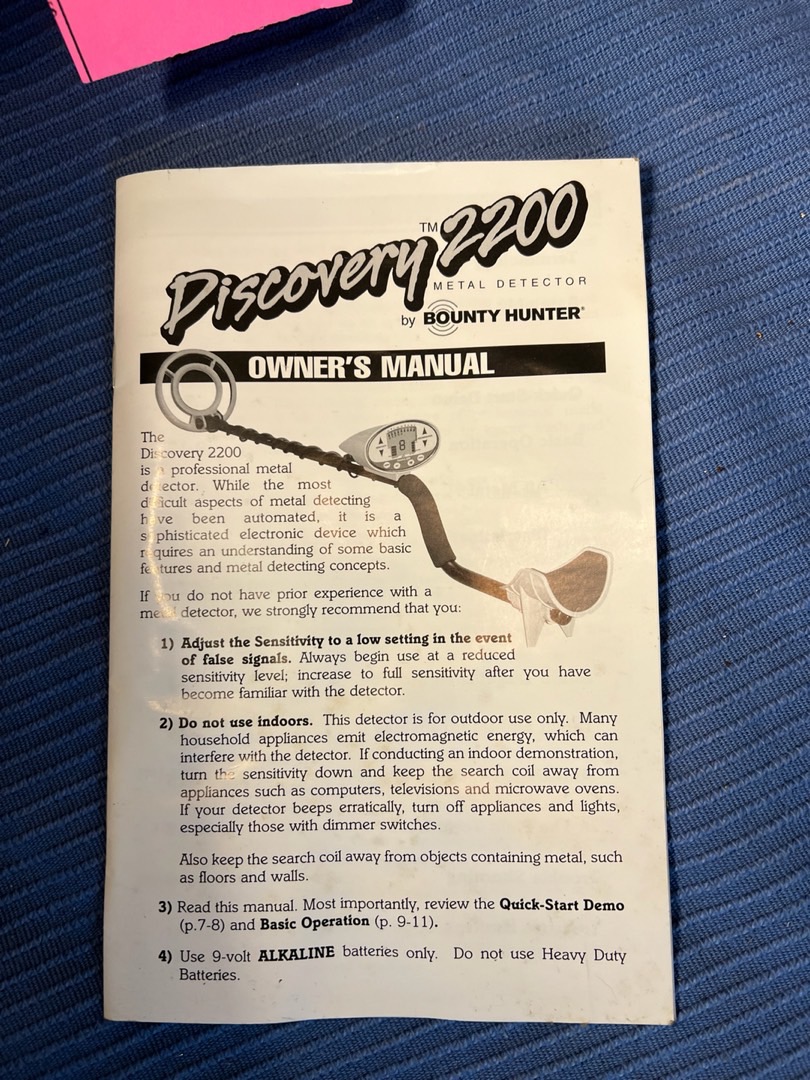 Discovery 2200
TM
METAL DETECTOR
by BOUNTY HUNTER®
OWNER'S MANUAL
8
The
Discovery 2200
is a professional metal
detector. While the most
difficult aspects of metal detecting
have been automated, it is a
sophisticated electronic device which
requires an understanding of some basic
features and metal detecting concepts.
If you do not have prior experience with a
metal detector, we strongly recommend that you:
1) Adjust the Sensitivity to a low setting in the event
of false signals. Always begin use at a reduced
sensitivity level; increase to full sensitivity after you have
become familiar with the detector.
2) Do not use indoors. This detector is for outdoor use only. Many
household appliances emit electromagnetic energy, which can
interfere with the detector. If conducting an indoor demonstration,
turn the sensitivity down and keep the search coil away from
appliances such as computers, televisions and microwave ovens.
If your detector beeps erratically, turn off appliances and lights,
especially those with dimmer switches.
Also keep the search coil away from objects containing metal, such
as floors and walls.
3) Read this manual. Most importantly, review the Quick-Start Demo
(p.7-8) and Basic Operation (p. 9-11).
4) Use 9-volt ALKALINE batteries only. Do not use Heavy Duty
Batteries.